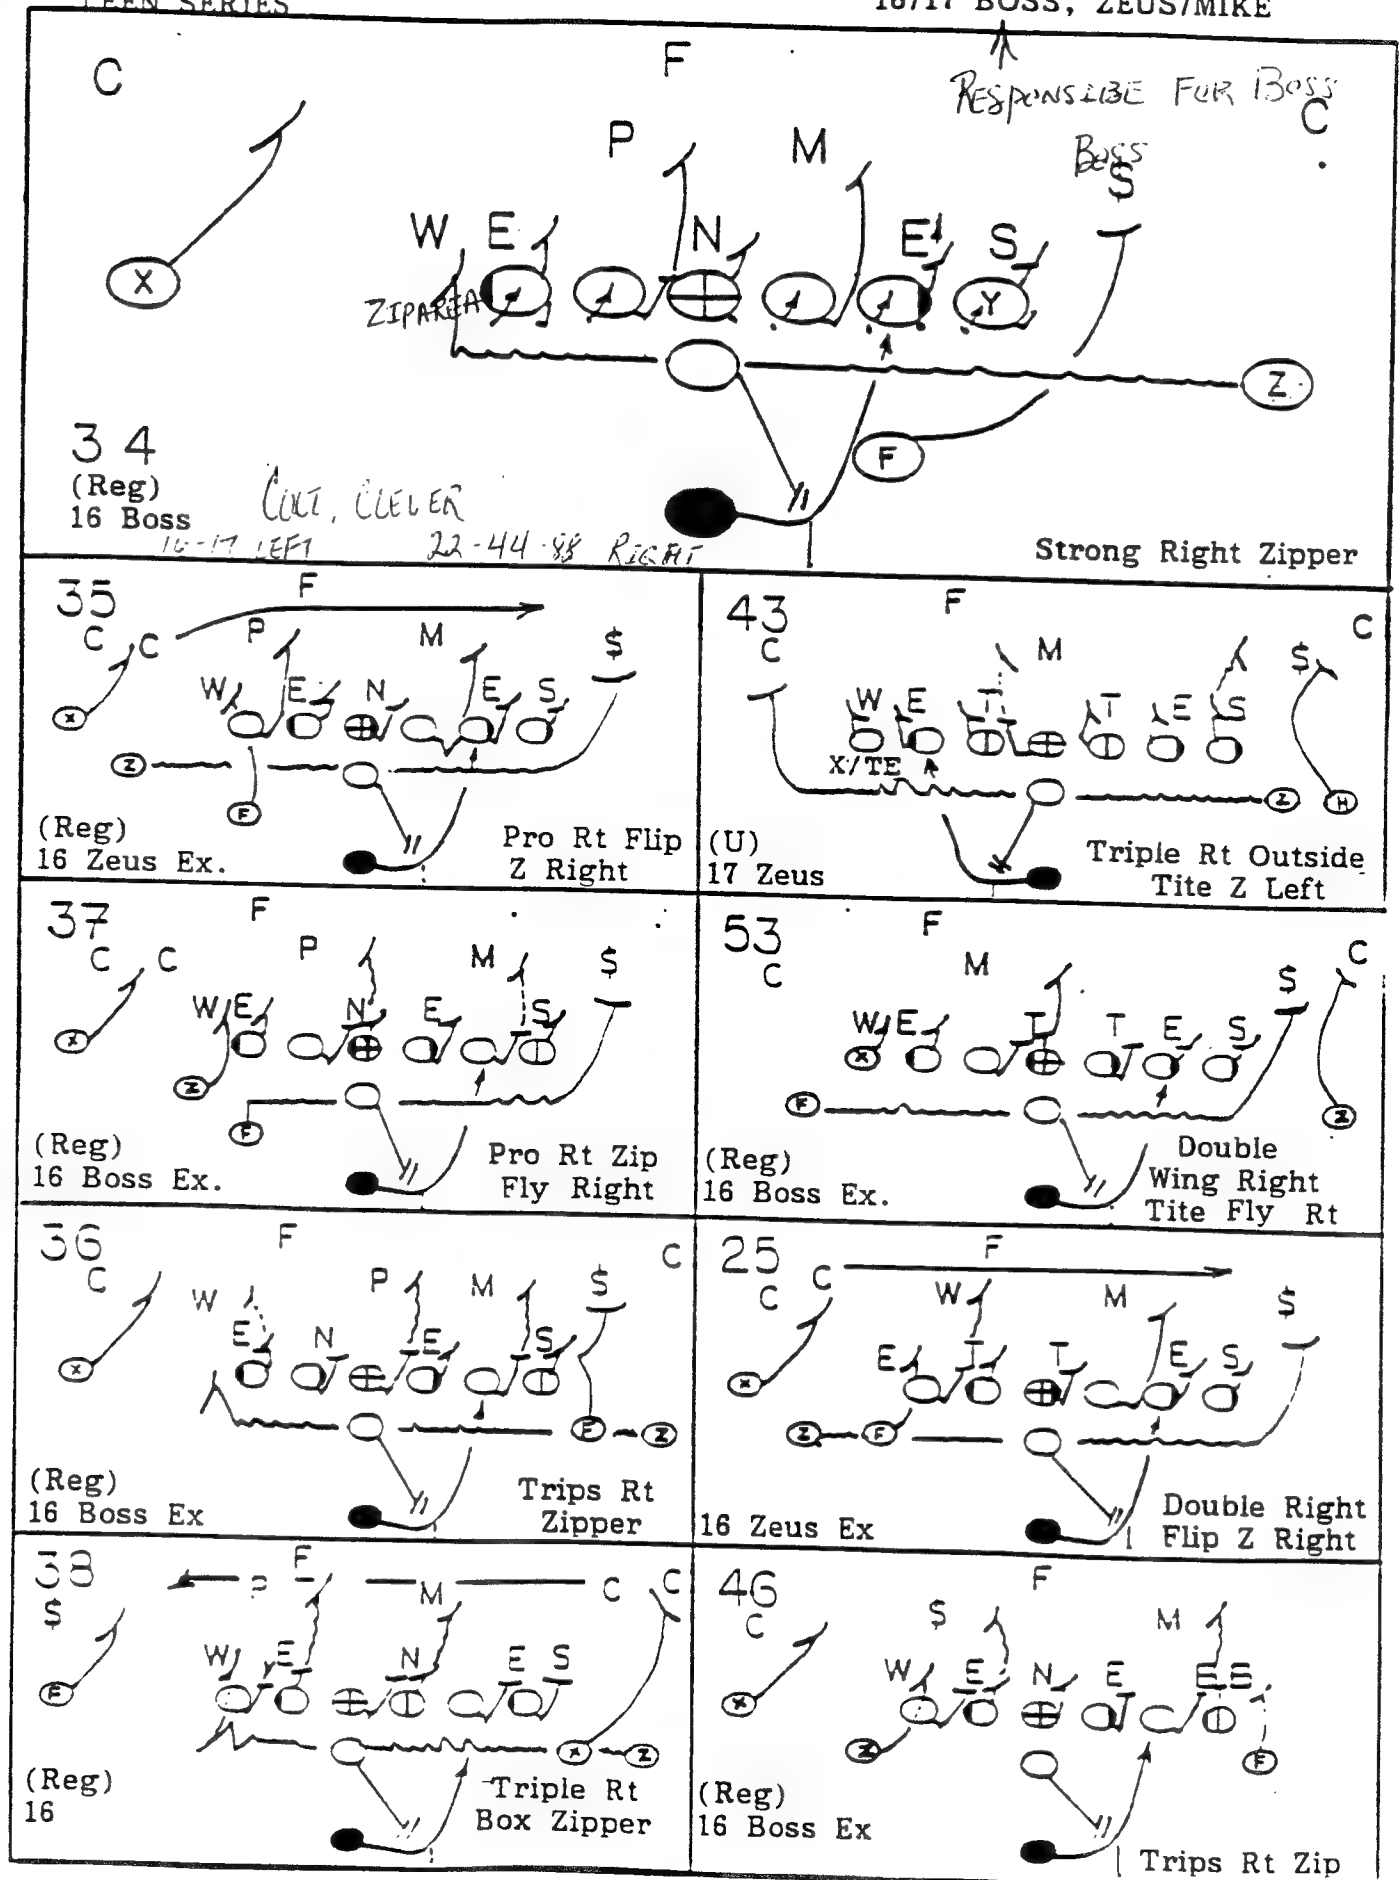 TEEN SERIES
16/17 BOSS, ZEUS/MIKE
RESPONSIBE FOR BOSS
BOSS
C
F
C
P
M
$
W E N E S
X
Y
ZIPAREA
Z
F
34
(Reg)
16 Boss
COLT, CLEVER
16-17 LEFT 22-44-88 RIGHT
Strong Right Zipper
35
F
C C P M $
W E N E S
X
Z
F
(Reg)
16 Zeus Ex.
Pro Rt Flip
Z Right
43
F
C
C
M
$
W E T T E S
X/TE
Z H
(U)
17 Zeus
Triple Rt Outside
Tite Z Left
37
F
C C P M $
W E N E S
X
Z
F
(Reg)
16 Boss Ex.
Pro Rt Zip
Fly Right
53
F
C
C
M
$
W E T T E S
X
F
Z
(Reg)
16 Boss Ex.
Double
Wing Right
Tite Fly Rt
36
F
C
C
W P M $
E N E S
X
F Z
(Reg)
16 Boss Ex
Trips Rt
Zipper
25
F
C C W M $
E T T E S
X
Z F
16 Zeus Ex
Double Right
Flip Z Right
38
F
P M C C
$
W E N E S
F
X Z
(Reg)
16
Triple Rt
Box Zipper
46
F
C
$ M
W E N E E B
X
Z
F
(Reg)
16 Boss Ex
Trips Rt Zip